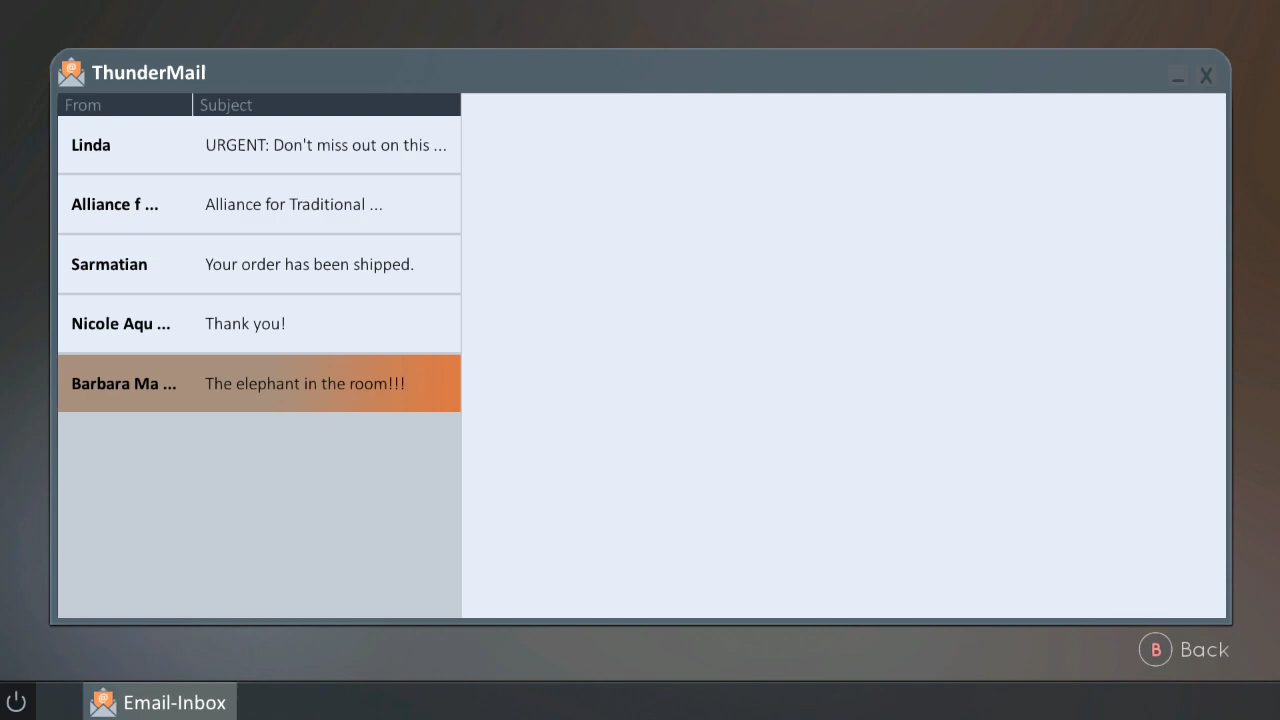 ThunderMail
From Subject
Linda URGENT: Don't miss out on this ...
Alliance f ... Alliance for Traditional ...
Sarmatian Your order has been shipped.
Nicole Aqu ... Thank you!
Barbara Ma ... The elephant in the room!!!
B Back
Email-Inbox